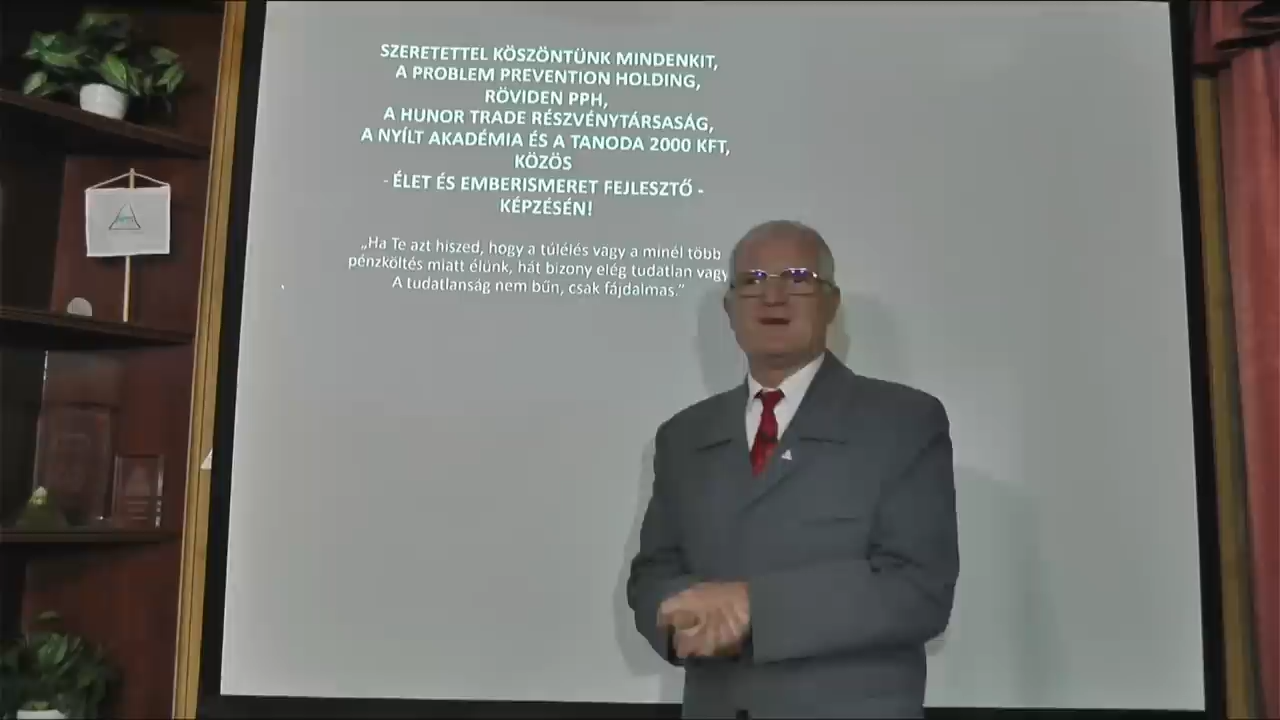 SZERETETTEL KÖSZÖNTÜNK MINDENKIT,
A PROBLEM PREVENTION HOLDING,
RÖVIDEN PPH,
A HUNOR TRADE RÉSZVÉNYTÁRSASÁG,
A NYÍLT AKADÉMIA ÉS A TANODA 2000 KFT,
KÖZÖS
- ÉLET ÉS EMBERISMERET FEJLESZTŐ -
KÉPZÉSÉN!
„Ha Te azt hiszed, hogy a túlélés vagy a minél több
pénzköltés miatt élünk, hát bizony elég tudatlan vagy
A tudatlanság nem bűn, csak fájdalmas.”